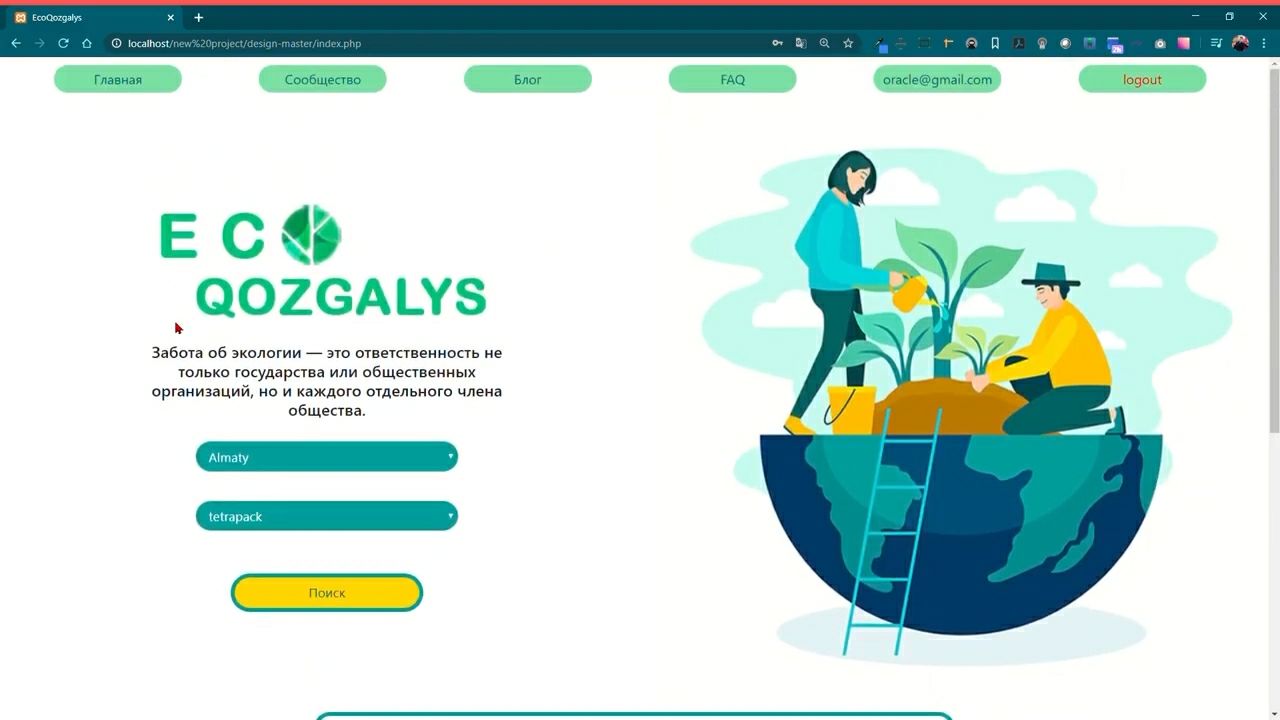 EcoQozgalys
localhost/new%20project/design-master/index.php
Главная
Сообщество
Блог
FAQ
oracle@gmail.com
logout
E C
QOZGALYS
Забота об экологии — это ответственность не
только государства или общественных
организаций, но и каждого отдельного члена
общества.
Almaty
tetrapack
Поиск